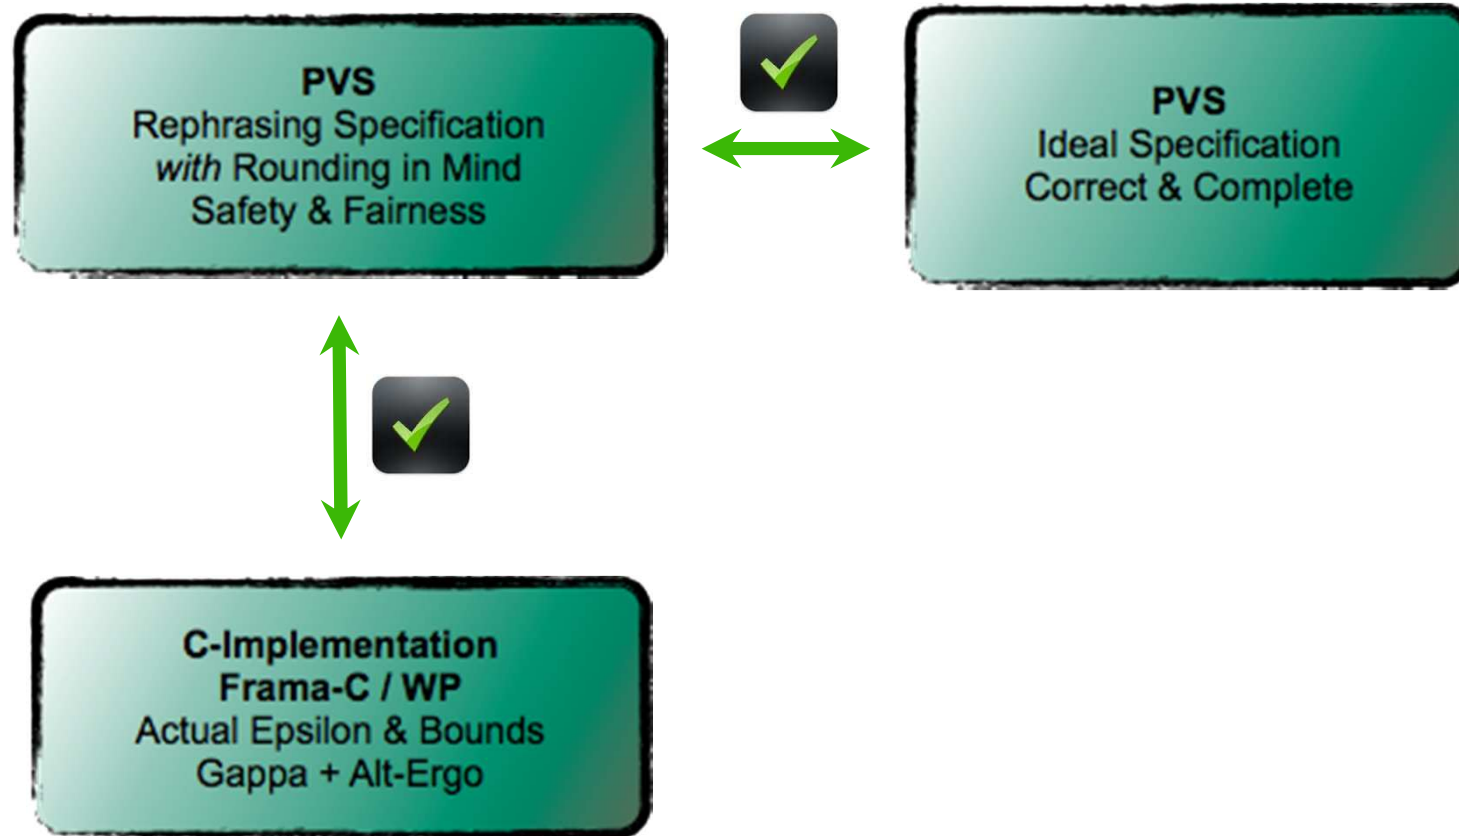 PVS
Rephrasing Specification
with Rounding in Mind
Safety & Fairness
PVS
Ideal Specification
Correct & Complete
C-Implementation
Frama-C / WP
Actual Epsilon & Bounds
Gappa + Alt-Ergo